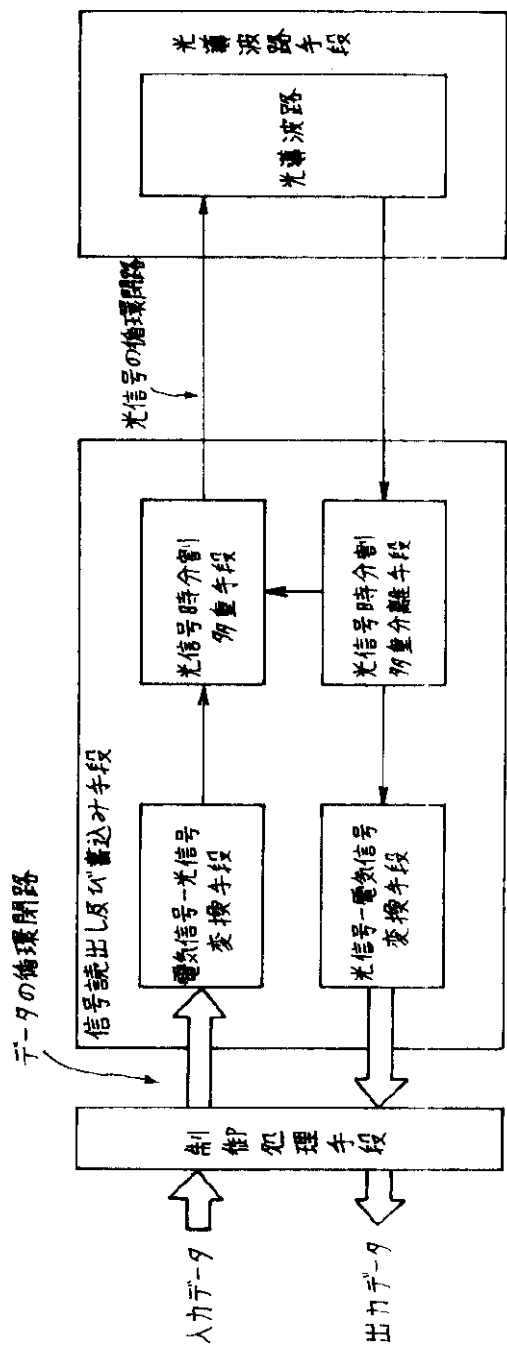 データの循環閉路
信号読出し及び書込み手段
光信号の循環閉路
光導波路手段
入力データ
制御処理手段
電気信号-光信号
変換手段
光信号時分割
多重手段
光導波路
出力データ
光信号-電気信号
変換手段
光信号時分割
多重分離手段